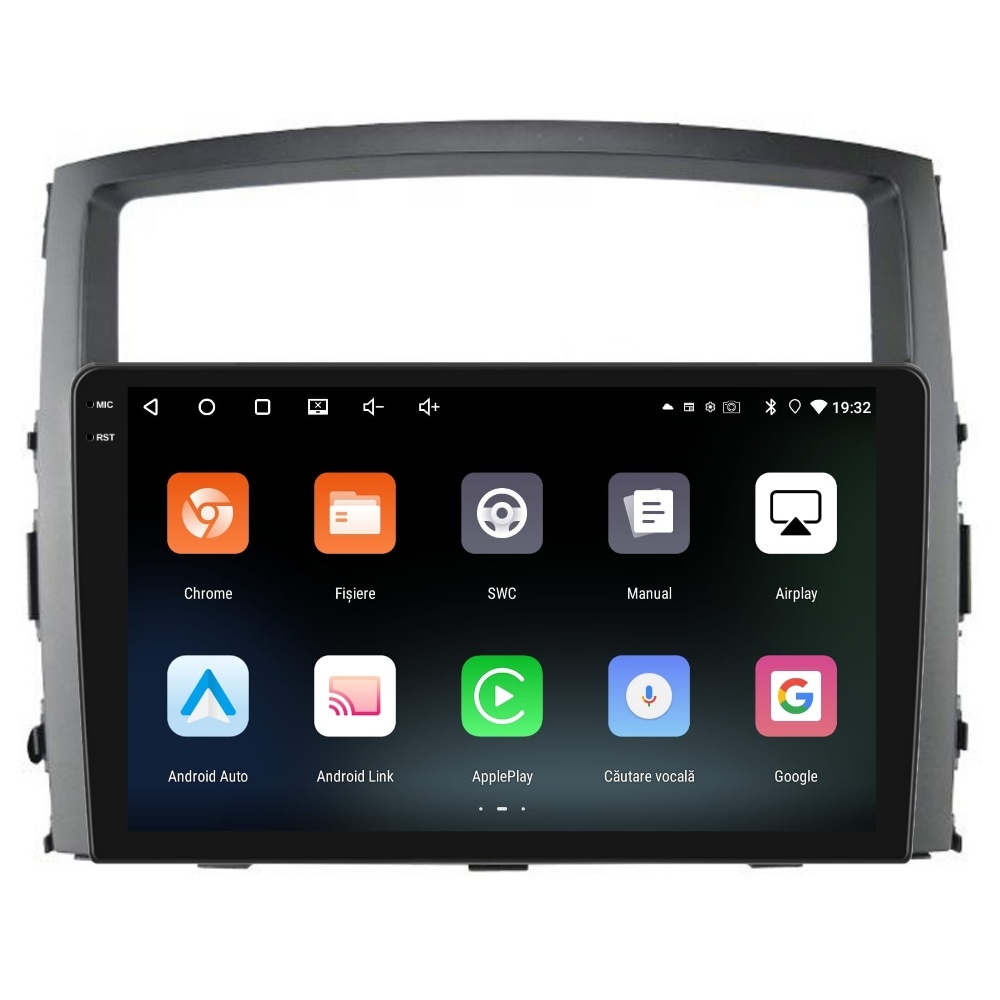 MIC
19:32
RST
Chrome
Fișiere
SWC
Manual
Airplay
Android Auto
Android Link
ApplePlay
Căutare vocală
Google